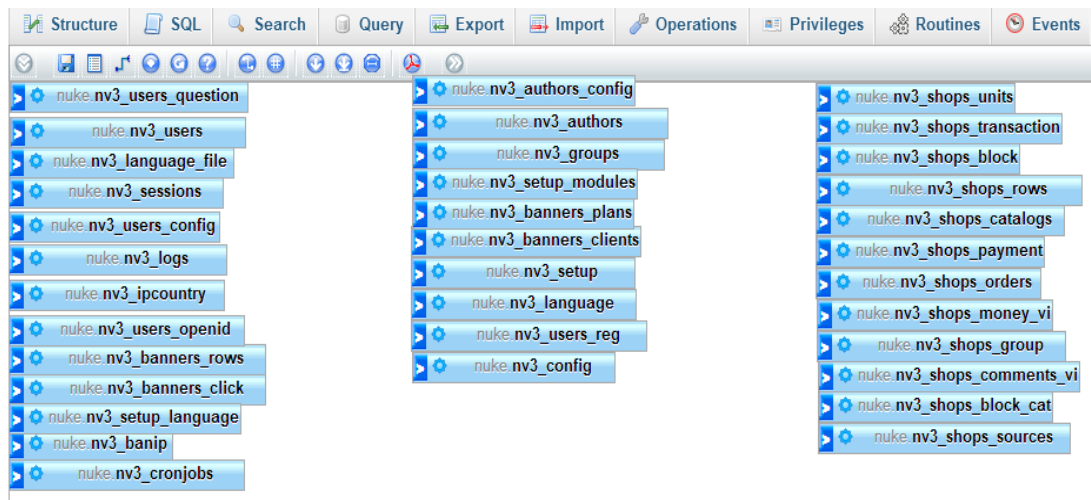 Structure SQL Search Query Export Import Operations Privileges Routines Events
nuke.nv3_users_question
nuke.nv3_users
nuke.nv3_language_file
nuke.nv3_sessions
nuke.nv3_users_config
nuke.nv3_logs
nuke.nv3_ipcountry
nuke.nv3_users_openid
nuke.nv3_banners_rows
nuke.nv3_banners_click
nuke.nv3_setup_language
nuke.nv3_banip
nuke.nv3_cronjobs
nuke.nv3_authors_config
nuke.nv3_authors
nuke.nv3_groups
nuke.nv3_setup_modules
nuke.nv3_banners_plans
nuke.nv3_banners_clients
nuke.nv3_setup
nuke.nv3_language
nuke.nv3_users_reg
nuke.nv3_config
nuke.nv3_shops_units
nuke.nv3_shops_transaction
nuke.nv3_shops_block
nuke.nv3_shops_rows
nuke.nv3_shops_catalogs
nuke.nv3_shops_payment
nuke.nv3_shops_orders
nuke.nv3_shops_money_vi
nuke.nv3_shops_group
nuke.nv3_shops_comments_vi
nuke.nv3_shops_block_cat
nuke.nv3_shops_sources